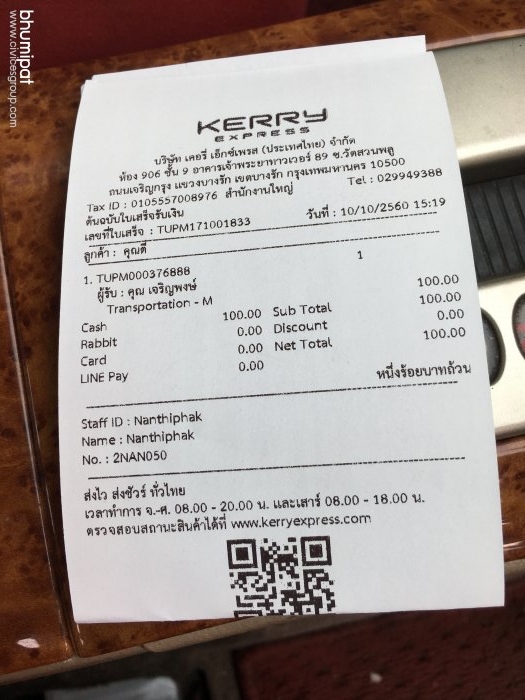 bhumipat
www.civicesgroup.com
KERRY
EXPRESS
บริษัท เคอรี่ เอ็กซ์เพรส (ประเทศไทย) จำกัด
ห้อง 906 ชั้น 9 อาคารเจ้าพระยาทาวเวอร์ 89 ซ.วัดสวนพลู
ถนนเจริญกรุง แขวงบางรัก เขตบางรัก กรุงเทพมหานคร 10500
Tax ID : 0105557008976 สำนักงานใหญ่ Tel : 029949388
ต้นฉบับใบเสร็จรับเงิน
เลขที่ใบเสร็จ : TUPM171001833 วันที่ : 10/10/2560 15:19
ลูกค้า : คุณดี
1. TUPM000376888 1
ผู้รับ : คุณ เจริญพงษ์
Transportation - M 100.00
Cash 100.00 Sub Total 100.00
Rabbit 0.00 Discount 0.00
Card 0.00 Net Total 100.00
LINE Pay 0.00
หนึ่งร้อยบาทถ้วน
Staff ID : Nanthiphak
Name : Nanthiphak
No. : 2NAN050
ส่งไว ส่งชัวร์ ทั่วไทย
เวลาทำการ จ.-ศ. 08.00 - 20.00 น. และเสาร์ 08.00 - 18.00 น.
ตรวจสอบสถานะสินค้าได้ที่ www.kerryexpress.com